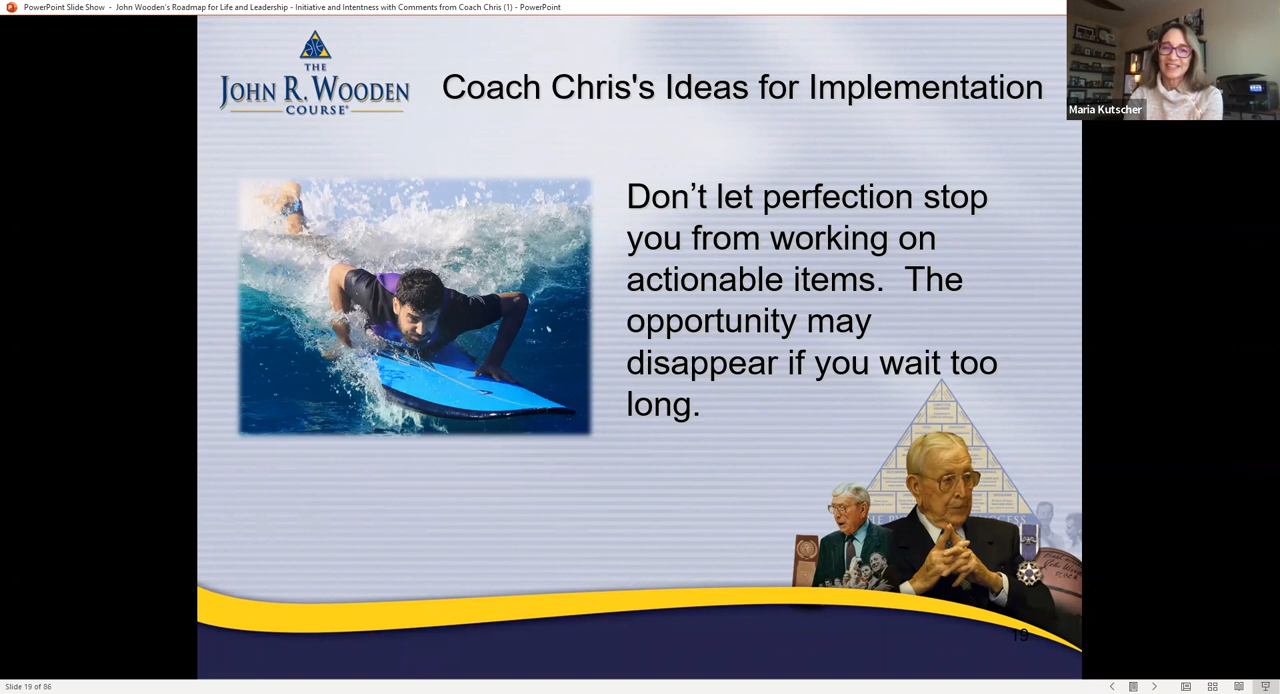 PowerPoint Slide Show - John Wooden's Roadmap for Life and Leadership - Initiative and Intentness with Comments from Coach Chris (1) - PowerPoint
Maria Kutscher
THE
JOHN R. WOODEN
COURSE®
Coach Chris's Ideas for Implementation
Don't let perfection stop
you from working on
actionable items. The
opportunity may
disappear if you wait too
long.
19
Slide 19 of 86